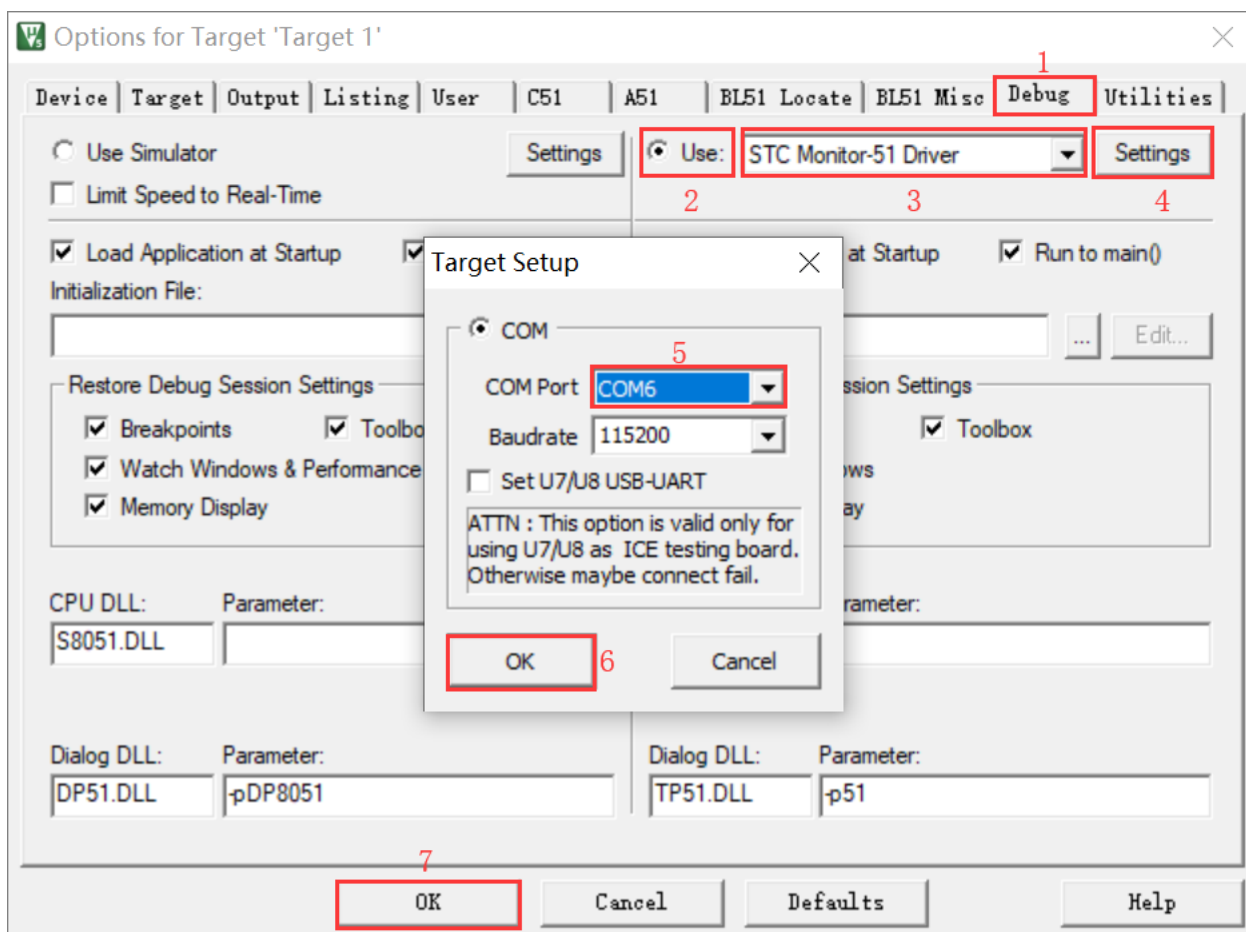 Options for Target 'Target 1'
1
Device Target Output Listing User C51 A51 BL51 Locate BL51 Misc Debug Utilities
Use Simulator Settings Use: STC Monitor-51 Driver Settings
2 3 4
Limit Speed to Real-Time
Load Application at Startup at Startup Run to main()
Initialization File:
... Edit...
Restore Debug Session Settings ssion Settings
Breakpoints Toolbo Toolbox
Watch Windows & Performance ows
Memory Display ay
CPU DLL: Parameter: rameter:
S8051.DLL
Dialog DLL: Parameter: Dialog DLL: Parameter:
DP51.DLL -pDP8051 TP51.DLL -p51
Target Setup
COM
5
COM Port COM6
Baudrate 115200
Set U7/U8 USB-UART
ATTN : This option is valid only for
using U7/U8 as ICE testing board.
Otherwise maybe connect fail.
OK 6 Cancel
7
OK Cancel Defaults Help